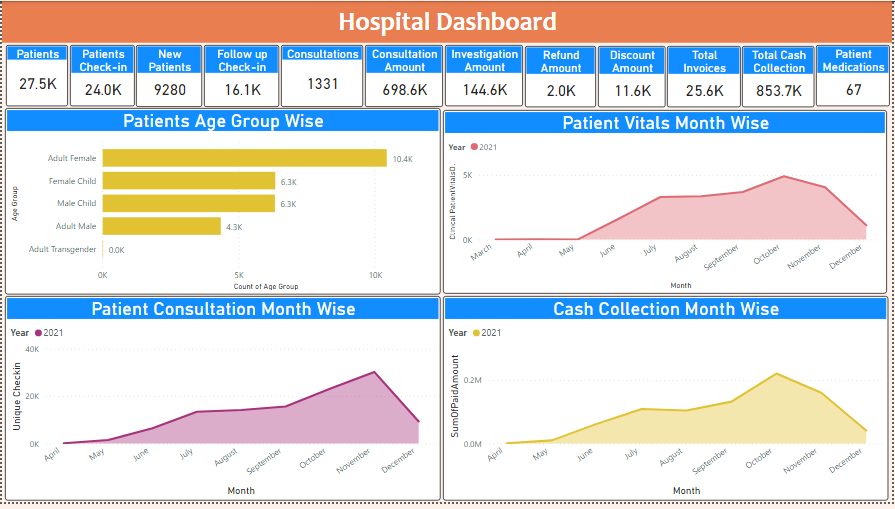 Hospital Dashboard
Patients
27.5K
Patients
Check-in
24.0K
New
Patients
9280
Follow up
Check-in
16.1K
Consultations
1331
Consultation
Amount
698.6K
Investigation
Amount
144.6K
Refund
Amount
2.0K
Discount
Amount
11.6K
Total
Invoices
25.6K
Total Cash
Collection
853.7K
Patient
Medications
67
Patients Age Group Wise
Age Group
Adult Female
10.4K
Female Child
6.3K
Male Child
6.3K
Adult Male
4.3K
Adult Transgender
0.0K
0K
5K
10K
Count of Age Group
Patient Vitals Month Wise
Year 2021
Clinical PatientVitalsD..
5K
0K
March
April
May
June
July
August
September
October
November
December
Month
Patient Consultation Month Wise
Year 2021
Unique Checkin
40K
20K
0K
April
May
June
July
August
September
October
November
December
Month
Cash Collection Month Wise
Year 2021
SumOfPaidAmount
0.2M
0.0M
April
May
June
July
August
September
October
November
December
Month